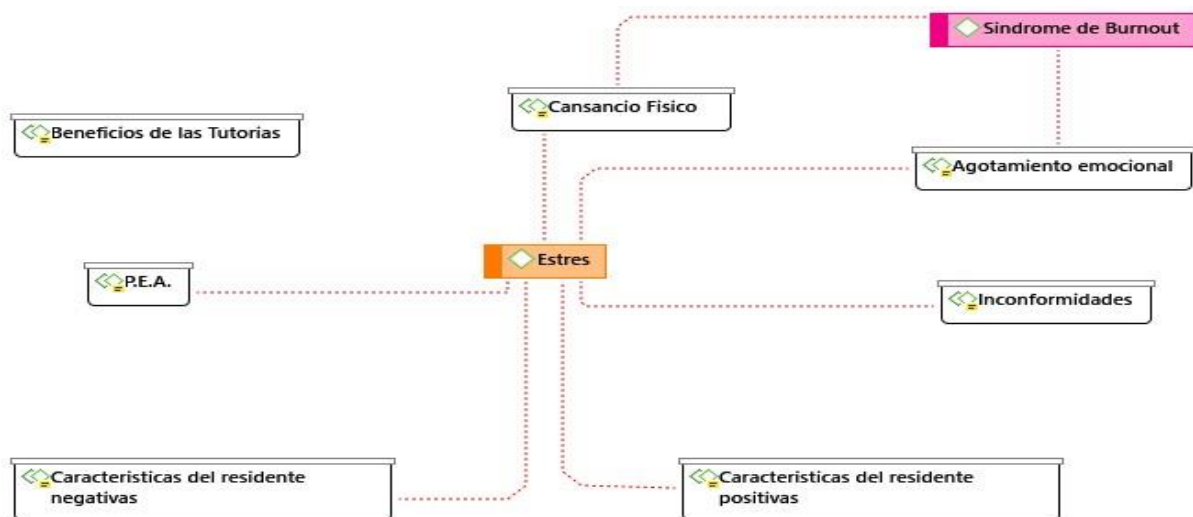 Sindrome de Burnout
Cansancio Fisico
Beneficios de las Tutorias
Agotamiento emocional
Estres
P.E.A.
Inconformidades
Caracteristicas del residente
negativas
Caracteristicas del residente
positivas